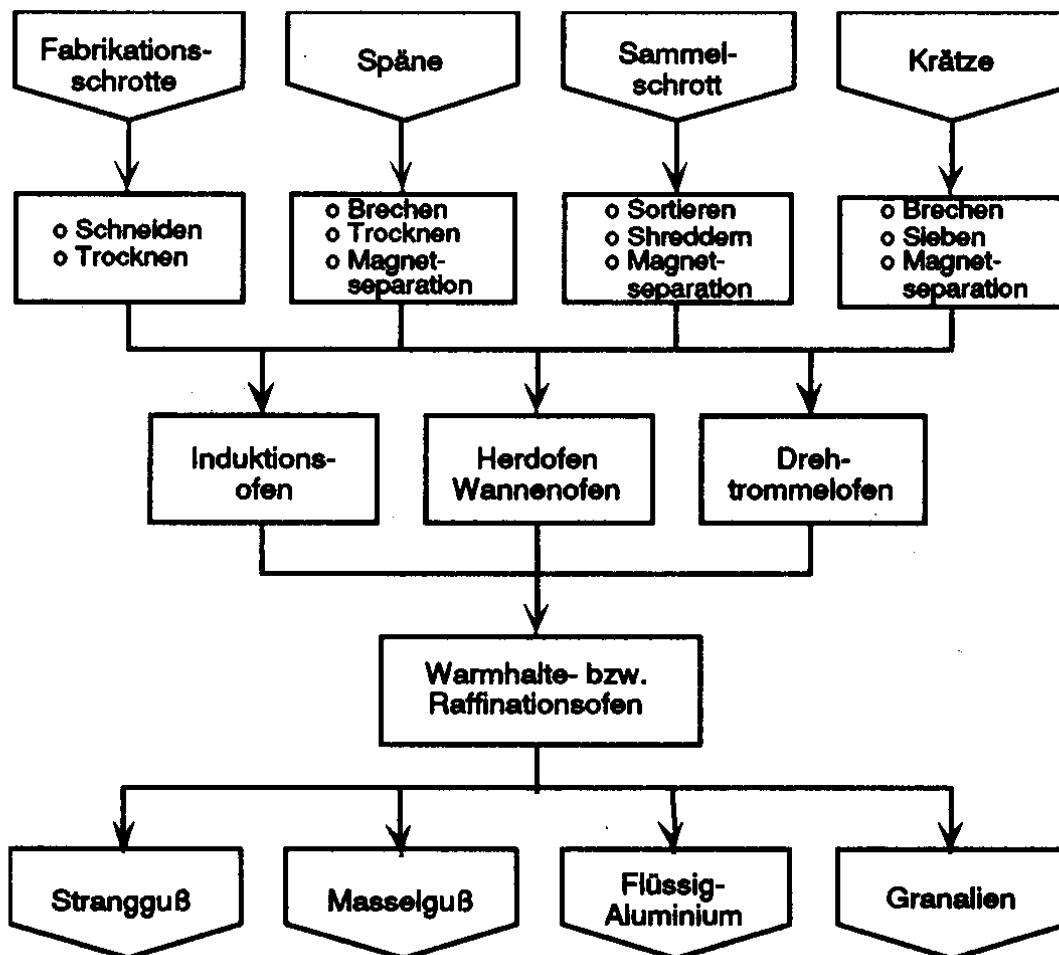 Fabrikations-
schrotte
Späne
Sammel-
schrott
Krätze
o Schneiden
o Trocknen
o Brechen
o Trocknen
o Magnet-
separation
o Sortieren
o Shreddern
o Magnet-
separation
o Brechen
o Sieben
o Magnet-
separation
Induktions-
ofen
Herdofen
Wannenofen
Dreh-
trommelofen
Warmhalte- bzw.
Raffinationsofen
Strangguß
Masselguß
Flüssig-
Aluminium
Granalien